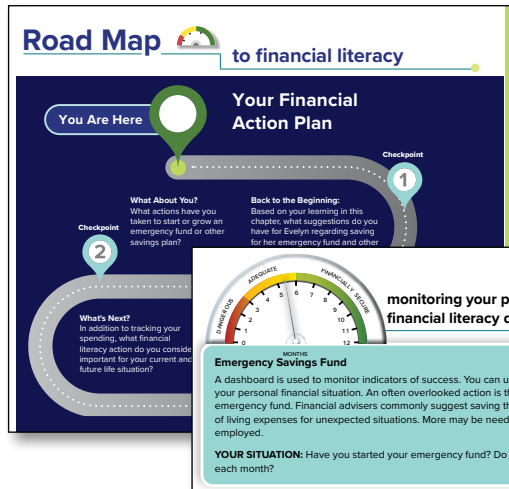 Road Map
to financial literacy
Your Financial
Action Plan
You Are Here
Checkpoint
1
What About You?
What actions have you
taken to start or grow an
emergency fund or other
savings plan?
Back to the Beginning:
Based on your learning in this
chapter, what suggestions do you
have for Evelyn regarding saving
for her emergency fund and other
Checkpoint
2
What's Next?
In addition to tracking your
spending, what financial
literacy action do you conside
important for your current and
future life situation?
DANGEROUS
ADEQUATE
FINANCIALLY SECURE
0
1
2
3
4
5
6
7
8
9
10
11
12
MONTHS
monitoring your p
financial literacy d
Emergency Savings Fund
A dashboard is used to monitor indicators of success. You can u
your personal financial situation. An often overlooked action is th
emergency fund. Financial advisers commonly suggest saving th
of living expenses for unexpected situations. More may be need
employed.
YOUR SITUATION: Have you started your emergency fund? Do
each month?